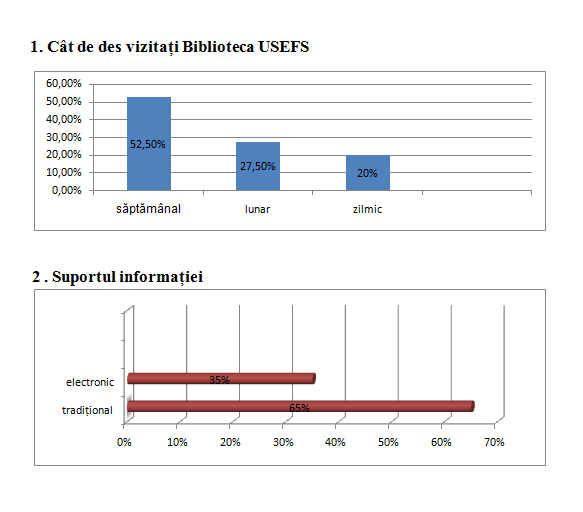 1. Cât de des vizitați Biblioteca USEFS
60,00%
50,00%
40,00%
30,00%
20,00%
10,00%
0,00%
52,50%
27,50%
20%
săptămânal lunar zilmic
2 . Suportul informației
electronic 35%
tradițional 65%
0% 10% 20% 30% 40% 50% 60% 70%